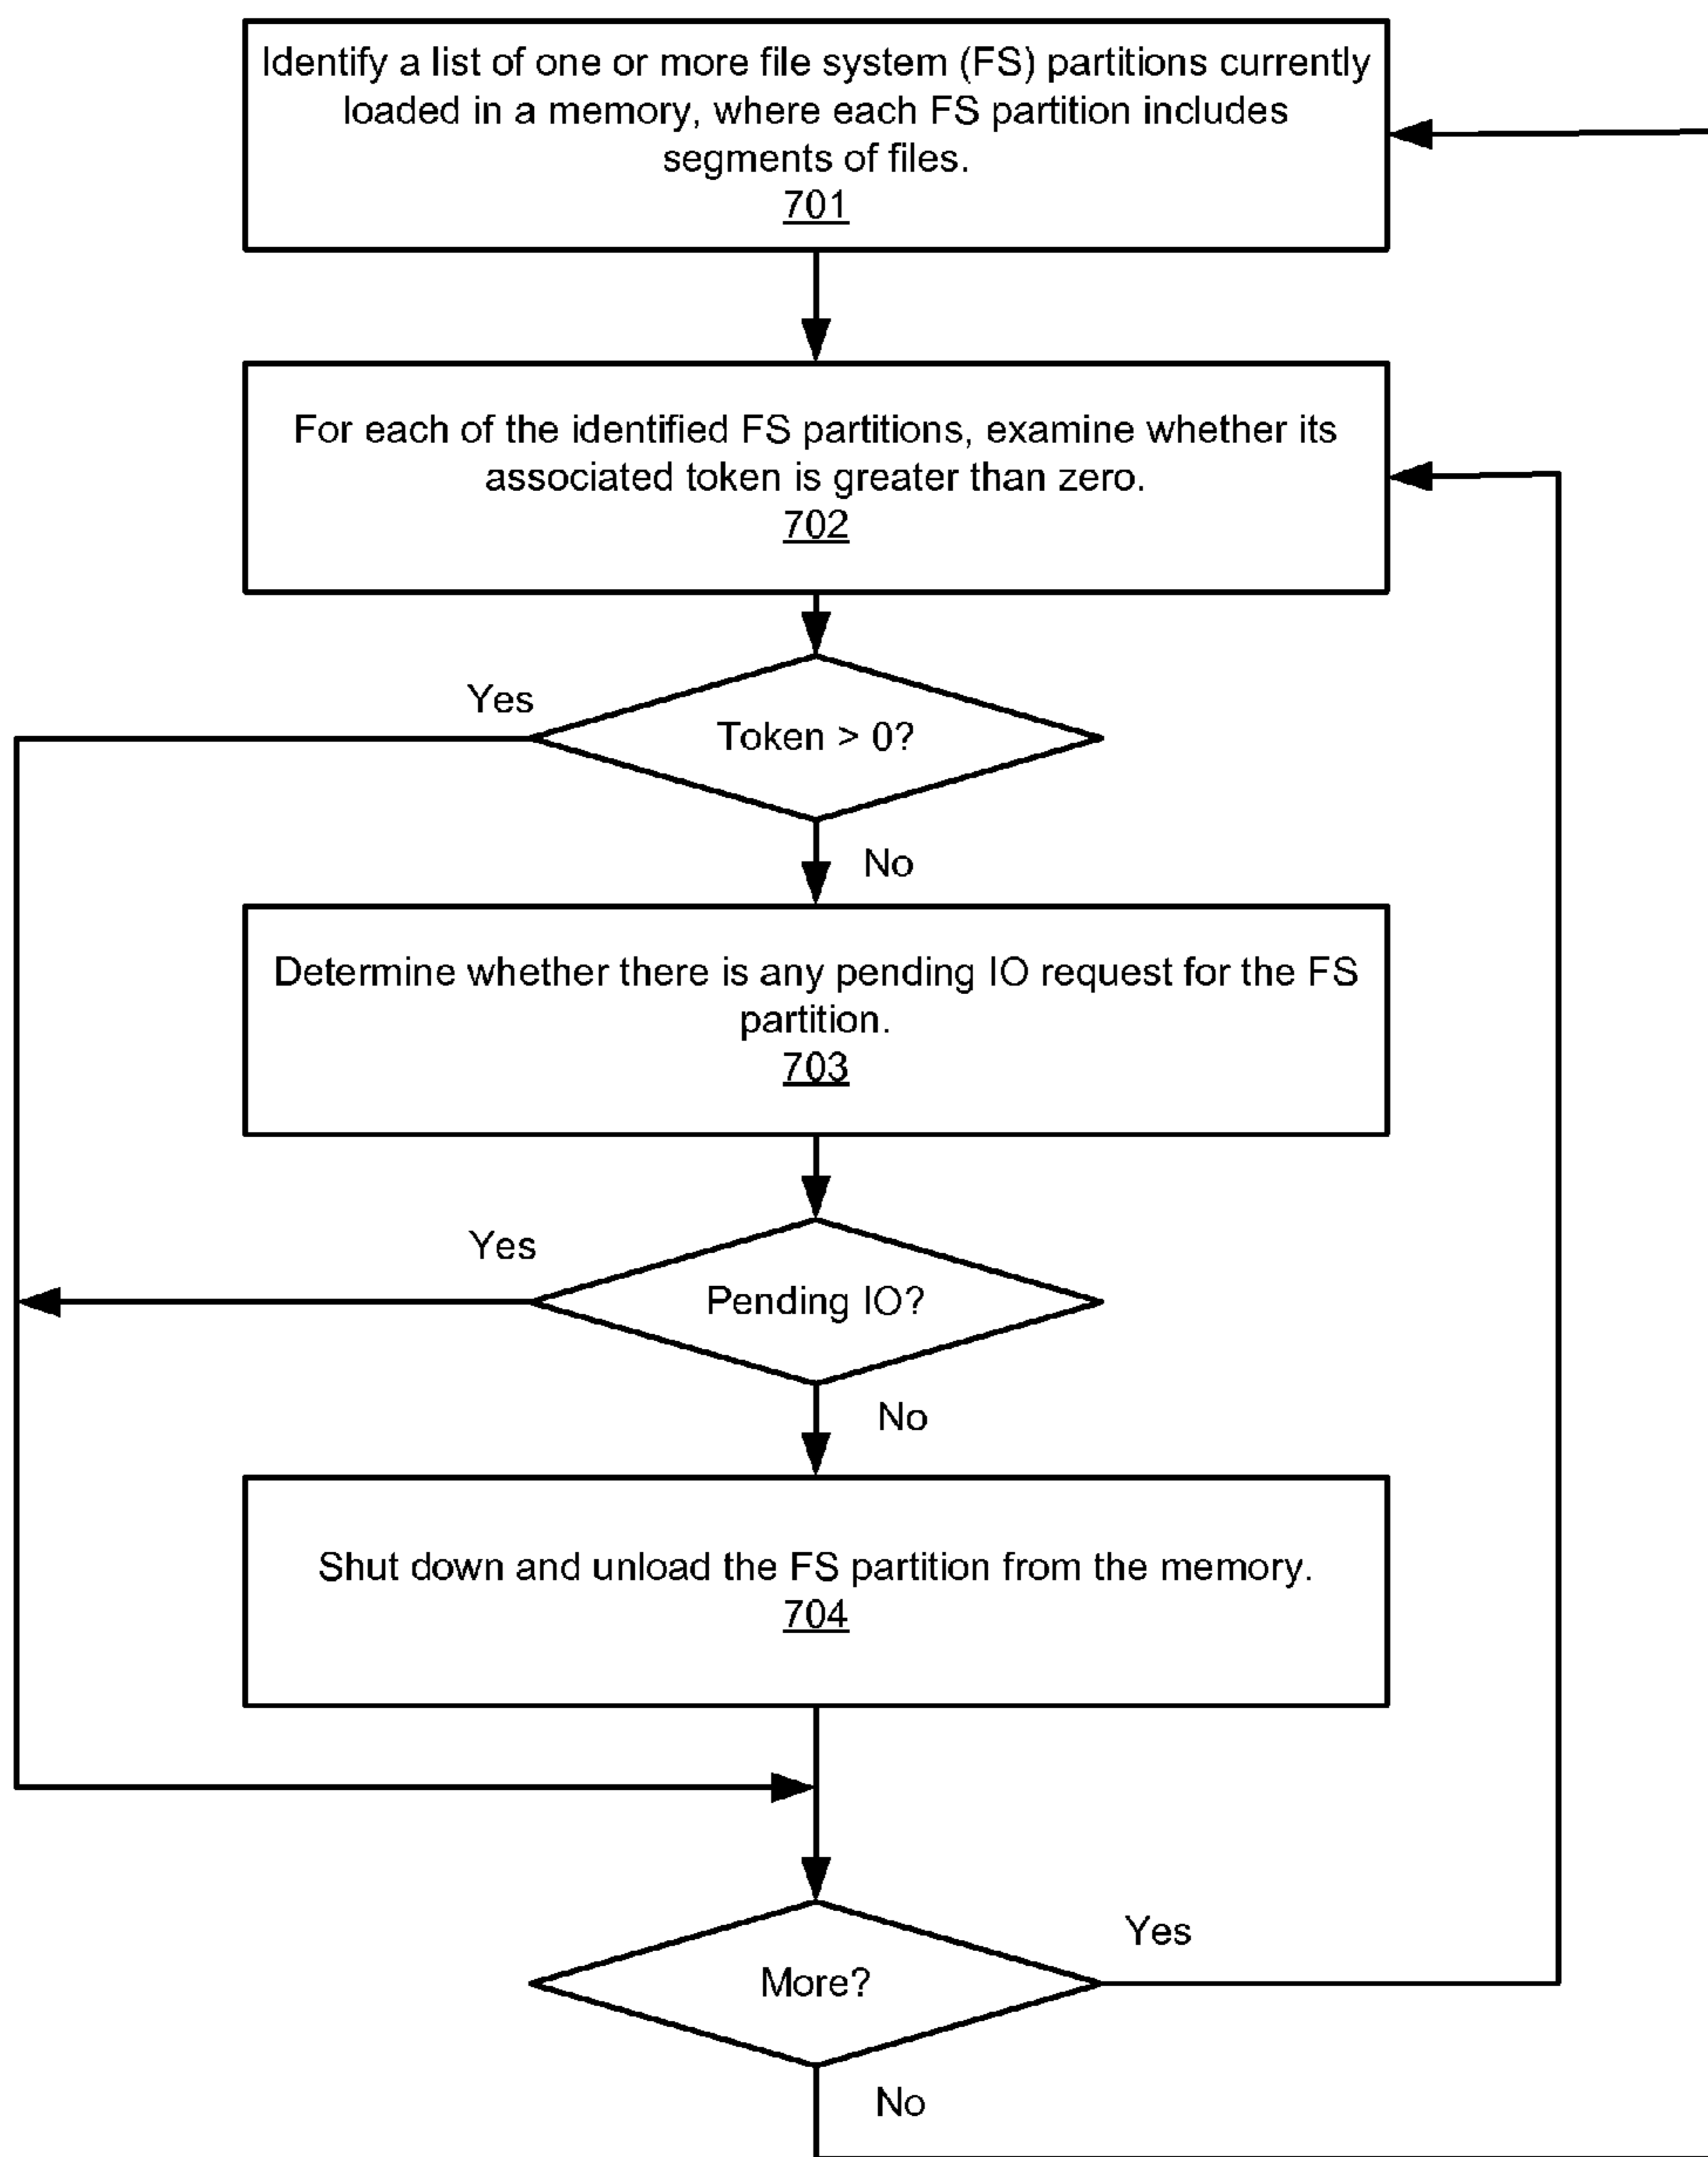 Identify a list of one or more file system (FS) partitions currently
loaded in a memory, where each FS partition includes
segments of files.
701
For each of the identified FS partitions, examine whether its
associated token is greater than zero.
702
Yes
Token > 0?
No
Determine whether there is any pending IO request for the FS
partition.
703
Yes
Pending IO?
No
Shut down and unload the FS partition from the memory.
704
Yes
More?
No